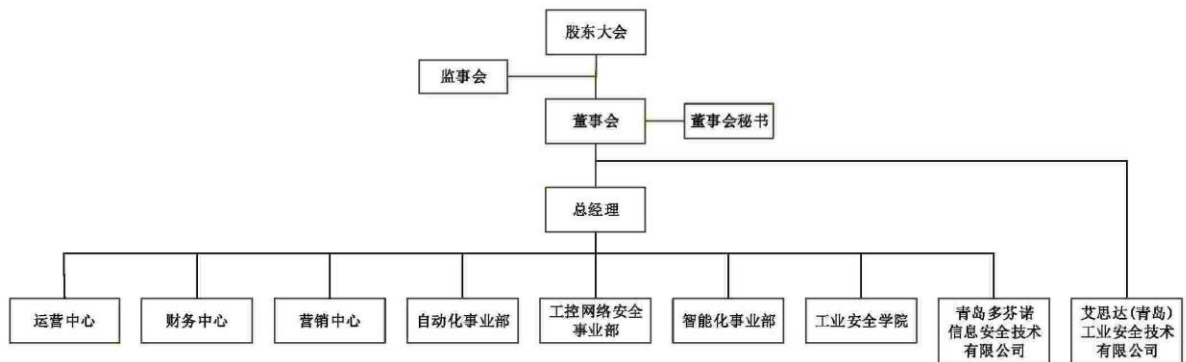 股东大会
监事会
董事会
董事会秘书
总经理
运营中心
财务中心
营销中心
自动化事业部
工控网络安全
事业部
智能化事业部
工业安全学院
青岛多芬诺
信息安全技术
有限公司
艾思达(青岛)
工业安全技术
有限公司